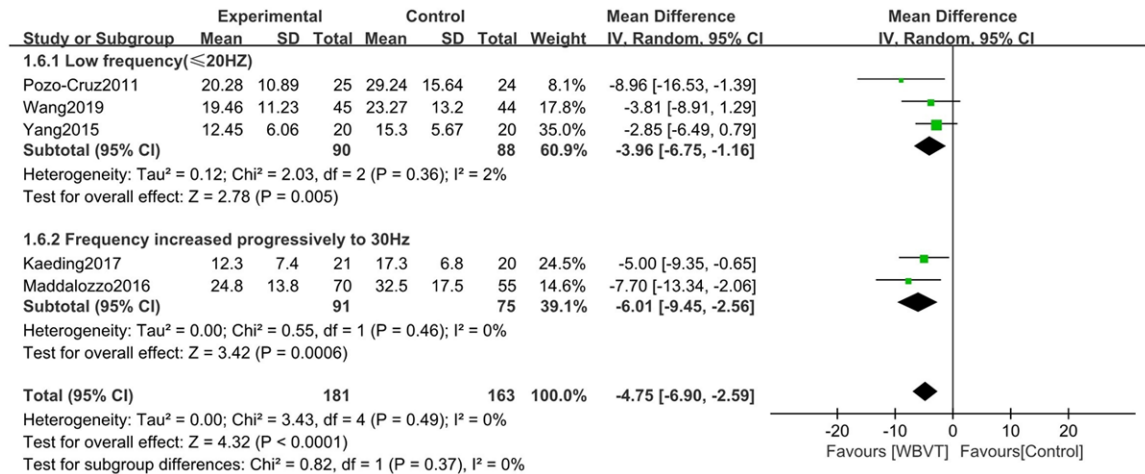 Experimental Control Mean Difference Mean Difference
Study or Subgroup Mean SD Total Mean SD Total Weight IV, Random, 95% CI IV, Random, 95% CI
1.6.1 Low frequency(≤20HZ)
Pozo-Cruz2011 20.28 10.89 25 29.24 15.64 24 8.1% -8.96 [-16.53, -1.39]
Wang2019 19.46 11.23 45 23.27 13.2 44 17.8% -3.81 [-8.91, 1.29]
Yang2015 12.45 6.06 20 15.3 5.67 20 35.0% -2.85 [-6.49, 0.79]
Subtotal (95% CI) 90 88 60.9% -3.96 [-6.75, -1.16]
Heterogeneity: Tau² = 0.12; Chi² = 2.03, df = 2 (P = 0.36); I² = 2%
Test for overall effect: Z = 2.78 (P = 0.005)
1.6.2 Frequency increased progressively to 30Hz
Kaeding2017 12.3 7.4 21 17.3 6.8 20 24.5% -5.00 [-9.35, -0.65]
Maddalozzo2016 24.8 13.8 70 32.5 17.5 55 14.6% -7.70 [-13.34, -2.06]
Subtotal (95% CI) 91 75 39.1% -6.01 [-9.45, -2.56]
Heterogeneity: Tau² = 0.00; Chi² = 0.55, df = 1 (P = 0.46); I² = 0%
Test for overall effect: Z = 3.42 (P = 0.0006)
Total (95% CI) 181 163 100.0% -4.75 [-6.90, -2.59]
Heterogeneity: Tau² = 0.00; Chi² = 3.43, df = 4 (P = 0.49); I² = 0%
Test for overall effect: Z = 4.32 (P < 0.0001)
Test for subgroup differences: Chi² = 0.82, df = 1 (P = 0.37), I² = 0%
-20 -10 0 10 20
Favours [WBVT] Favours[Control]